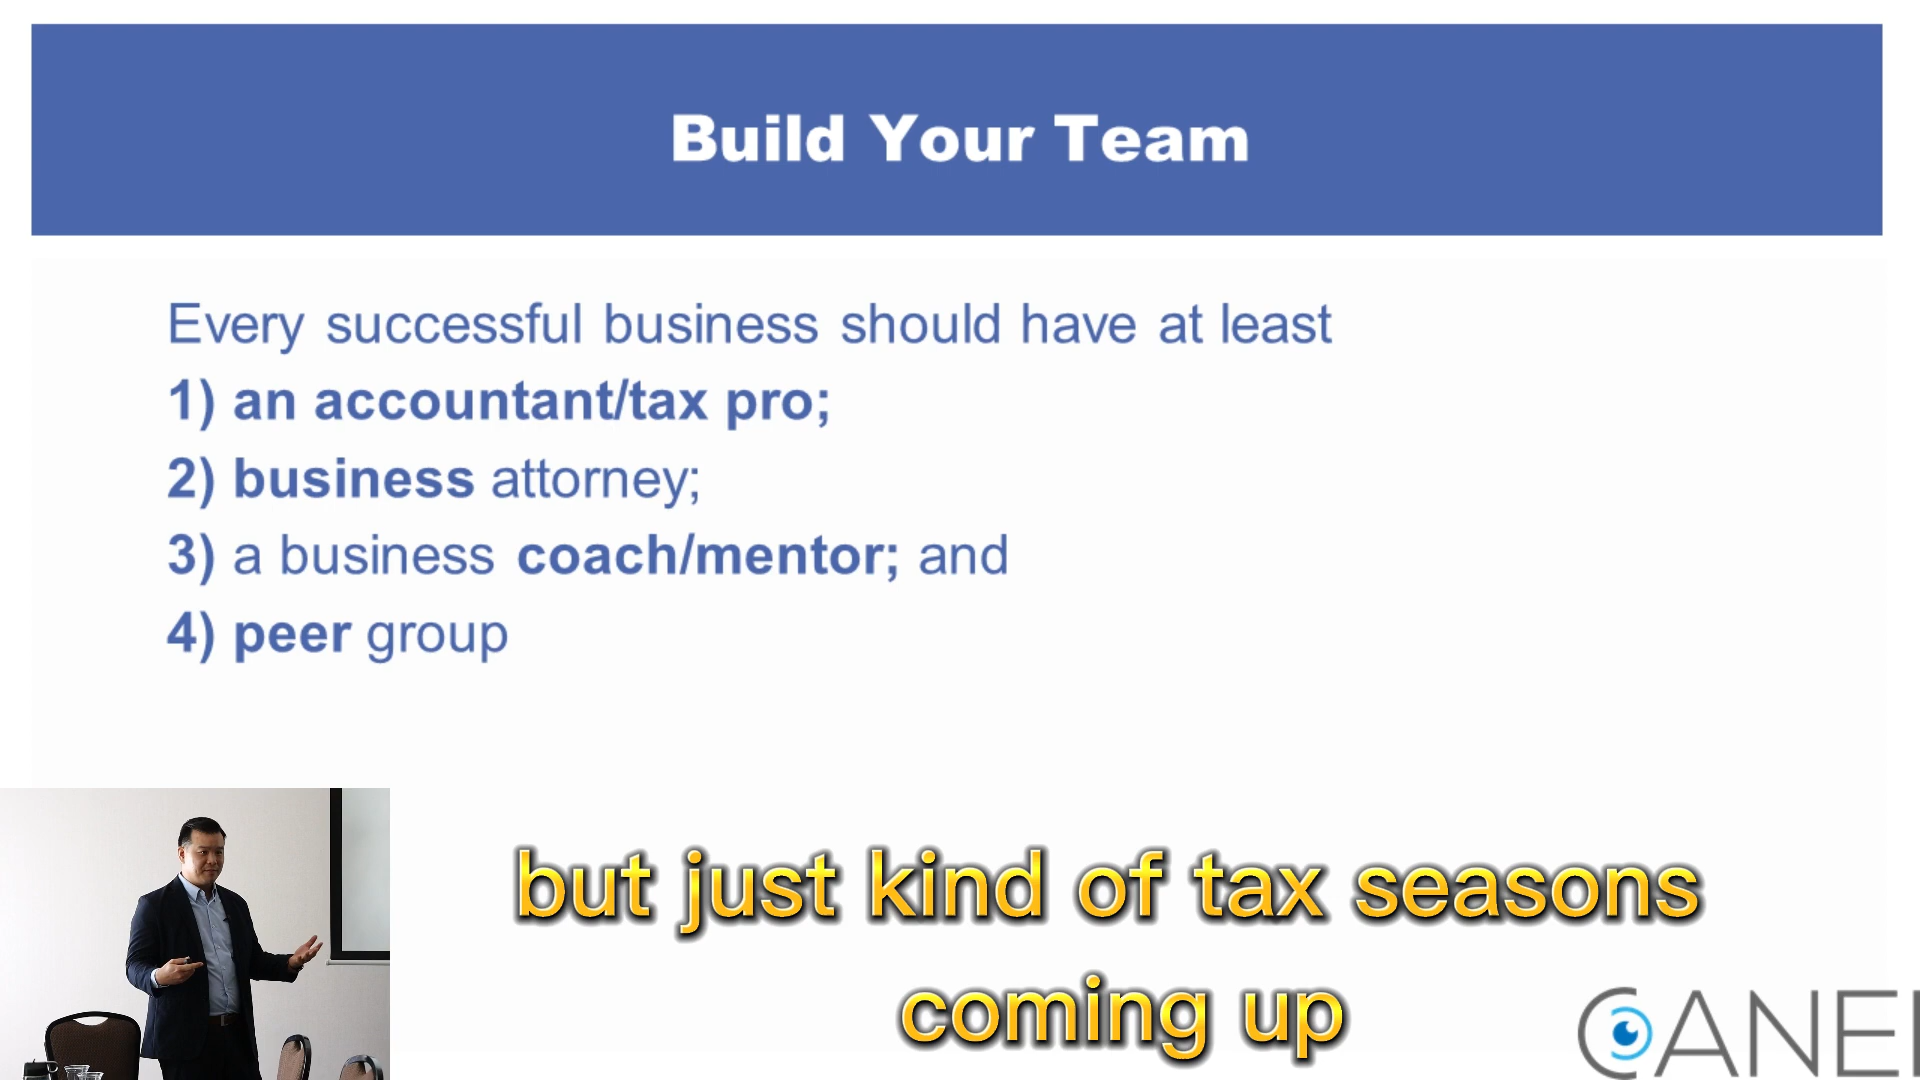 Build Your Team
Every successful business should have at least
1) an accountant/tax pro;
2) business attorney;
3) a business coach/mentor; and
4) peer group
but just kind of tax seasons
coming up